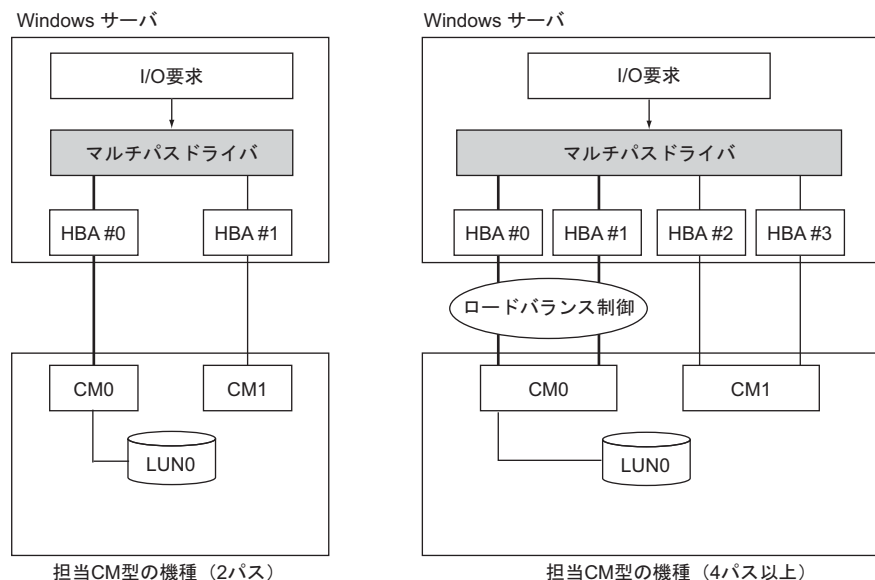 Windows サーバ
I/O要求
マルチパスドライバ
HBA #0
HBA #1
CM0
CM1
LUN0
担当CM型の機種（2パス）
Windows サーバ
I/O要求
マルチパスドライバ
HBA #0
HBA #1
HBA #2
HBA #3
ロードバランス制御
CM0
CM1
LUN0
担当CM型の機種（4パス以上）